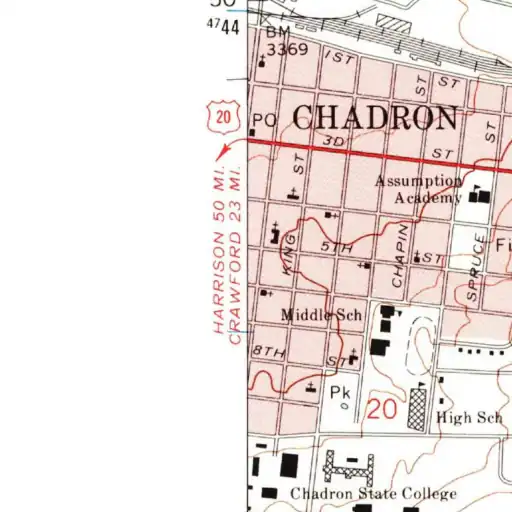 4744
BM
3369
1ST
ST
ST
20
PO
CHADRON
ST
3D
ST
ST
Assumption
Academy
HARRISON 50 MI.
CRAWFORD 23 MI.
KING
5TH
CHAPIN
ST
SPRUCE
Middle Sch
8TH
ST
Pk
20
High Sch
Chadron State College